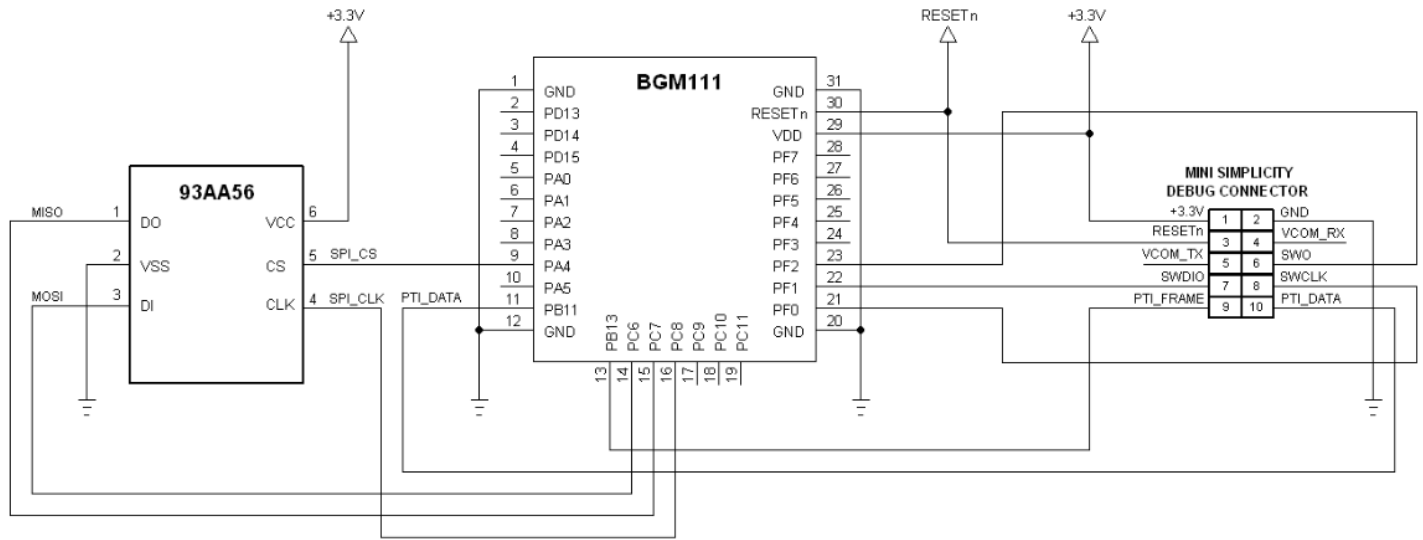 +3.3V
RESETn
+3.3V
93AA56
MISO
1
DO
2
VSS
MOSI
3
DI
VCC
6
CS
5
SPI_CS
CLK
4
SPI_CLK
PTI_DATA
BGM111
1
GND
2
PD13
3
PD14
4
PD15
5
PA0
6
PA1
7
PA2
8
PA3
9
PA4
10
PA5
11
PB11
12
GND
PB13
PC6
PC7
PC8
PC9
PC10
PC11
13
14
15
16
17
18
19
31
GND
30
RESETn
29
VDD
28
PF7
27
PF6
26
PF5
25
PF4
24
PF3
23
PF2
22
PF1
21
PF0
20
GND
MINI SIMPLICITY
DEBUG CONNECTOR
+3.3V 1 2 GND
RESETn 3 4 VCOM_RX
VCOM_TX 5 6 SWO
SWDIO 7 8 SWCLK
PTI_FRAME 9 10 PTI_DATA